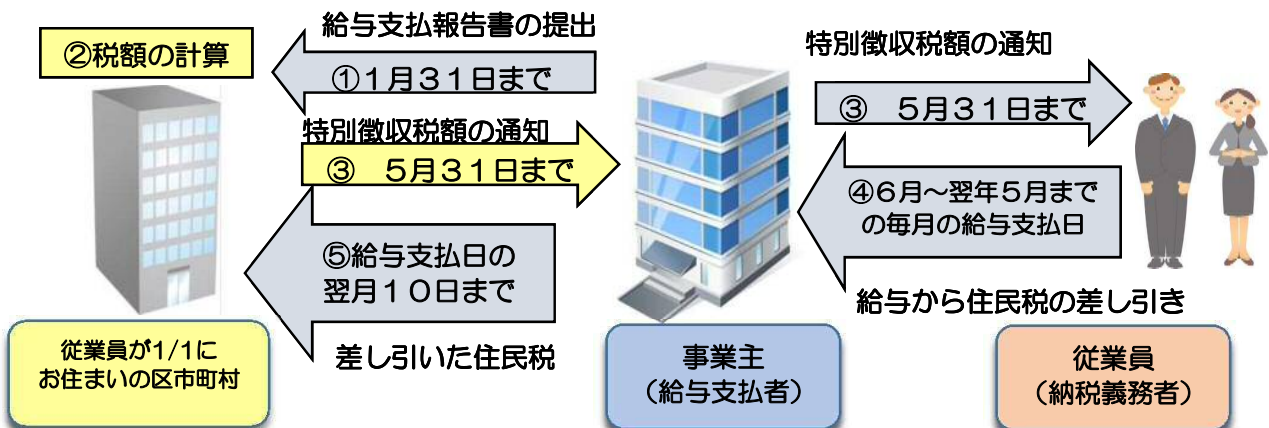 給与支払報告書の提出
②税額の計算
①１月３１日まで
特別徴収税額の通知
③　５月３１日まで
⑤給与支払日の
翌月１０日まで
差し引いた住民税
従業員が1/1に
お住まいの区市町村
特別徴収税額の通知
③　５月３１日まで
④６月～翌年５月まで
の毎月の給与支払日
給与から住民税の差し引き
事業主
（給与支払者）
従業員
（納税義務者）